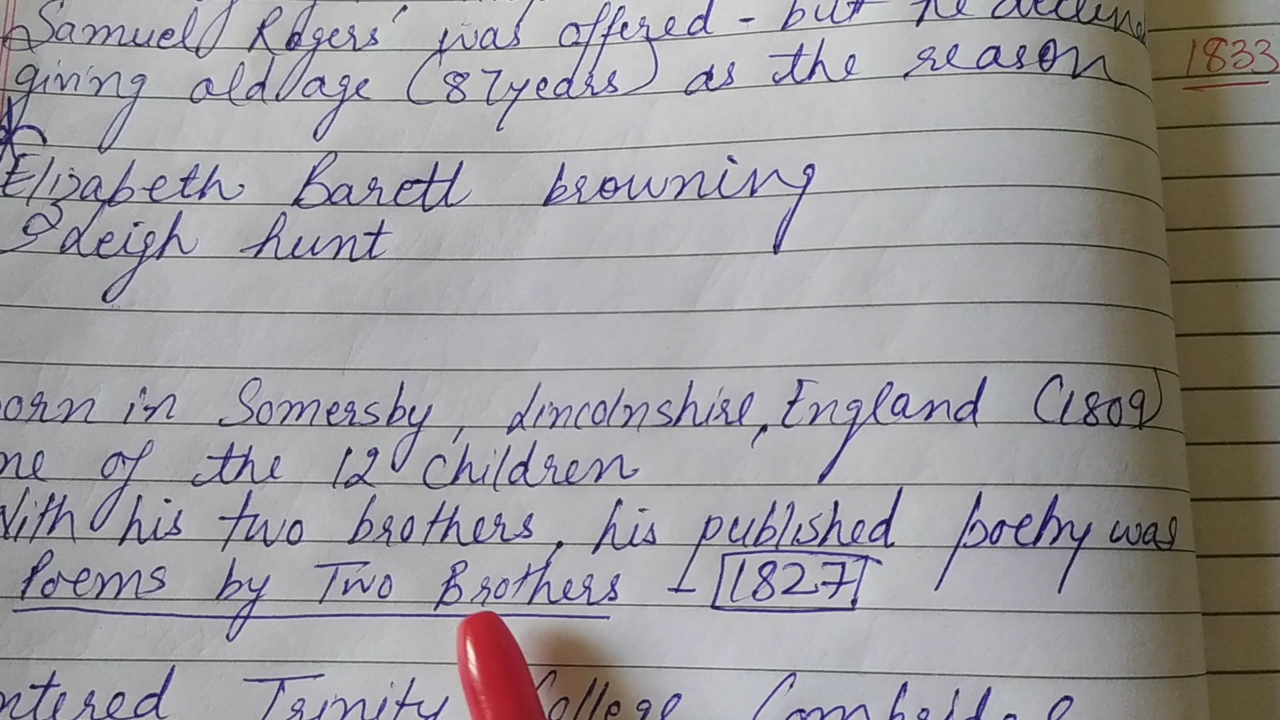 Samuel Rogers' was offered - but he
giving old age (87years) as the reason
1833
Elizabeth Barett browning
Leigh hunt
orn in Somersby, Lincolnshire, England (1809)
ne of the 12 children
With his two brothers, his published poetry was
Poems by Two Brothers - 1827
ntered Trinity College